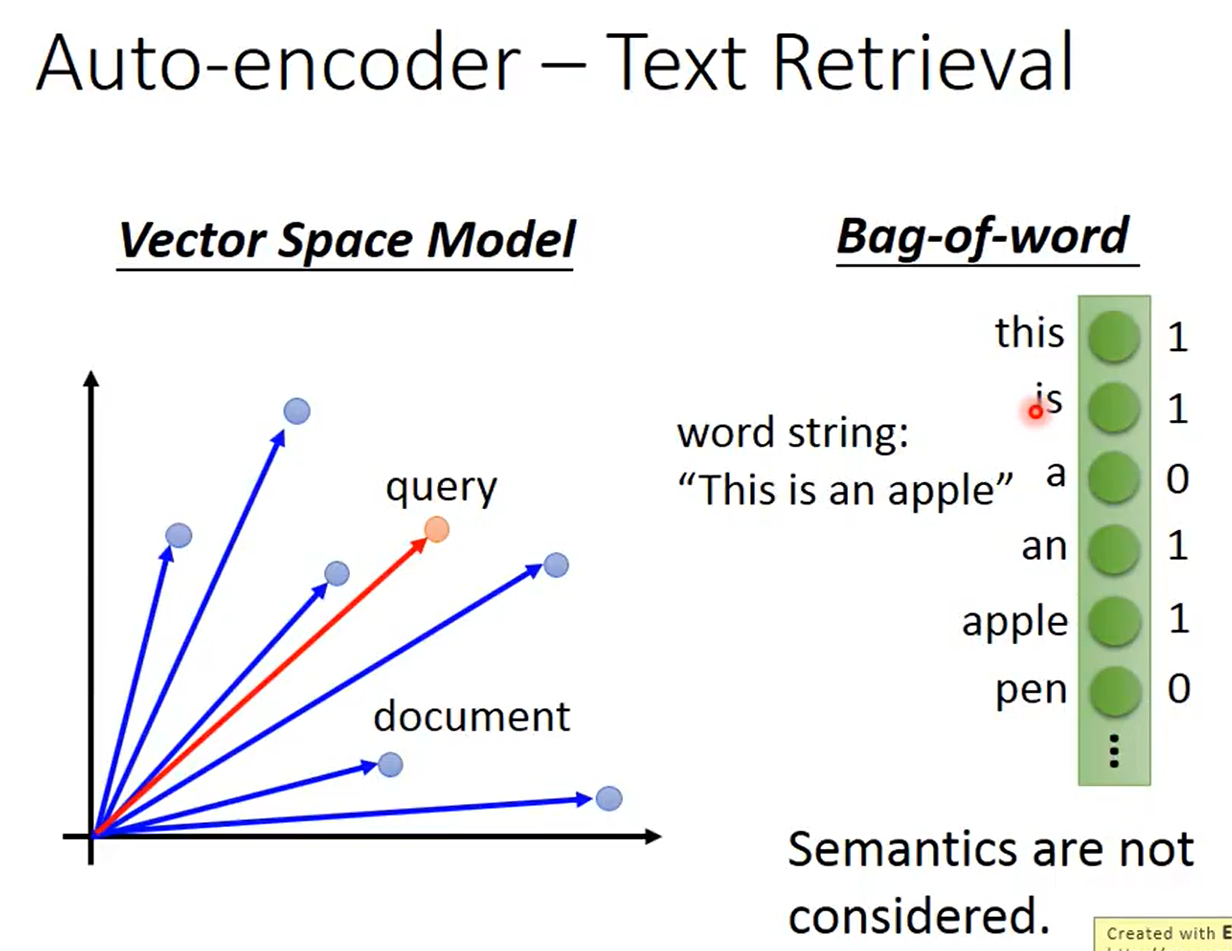 Auto-encoder – Text Retrieval
Vector Space Model
query
document
Bag-of-word
word string:
“This is an apple”
this 1
is 1
a 0
an 1
apple 1
pen 0
Semantics are not
considered.
Created with